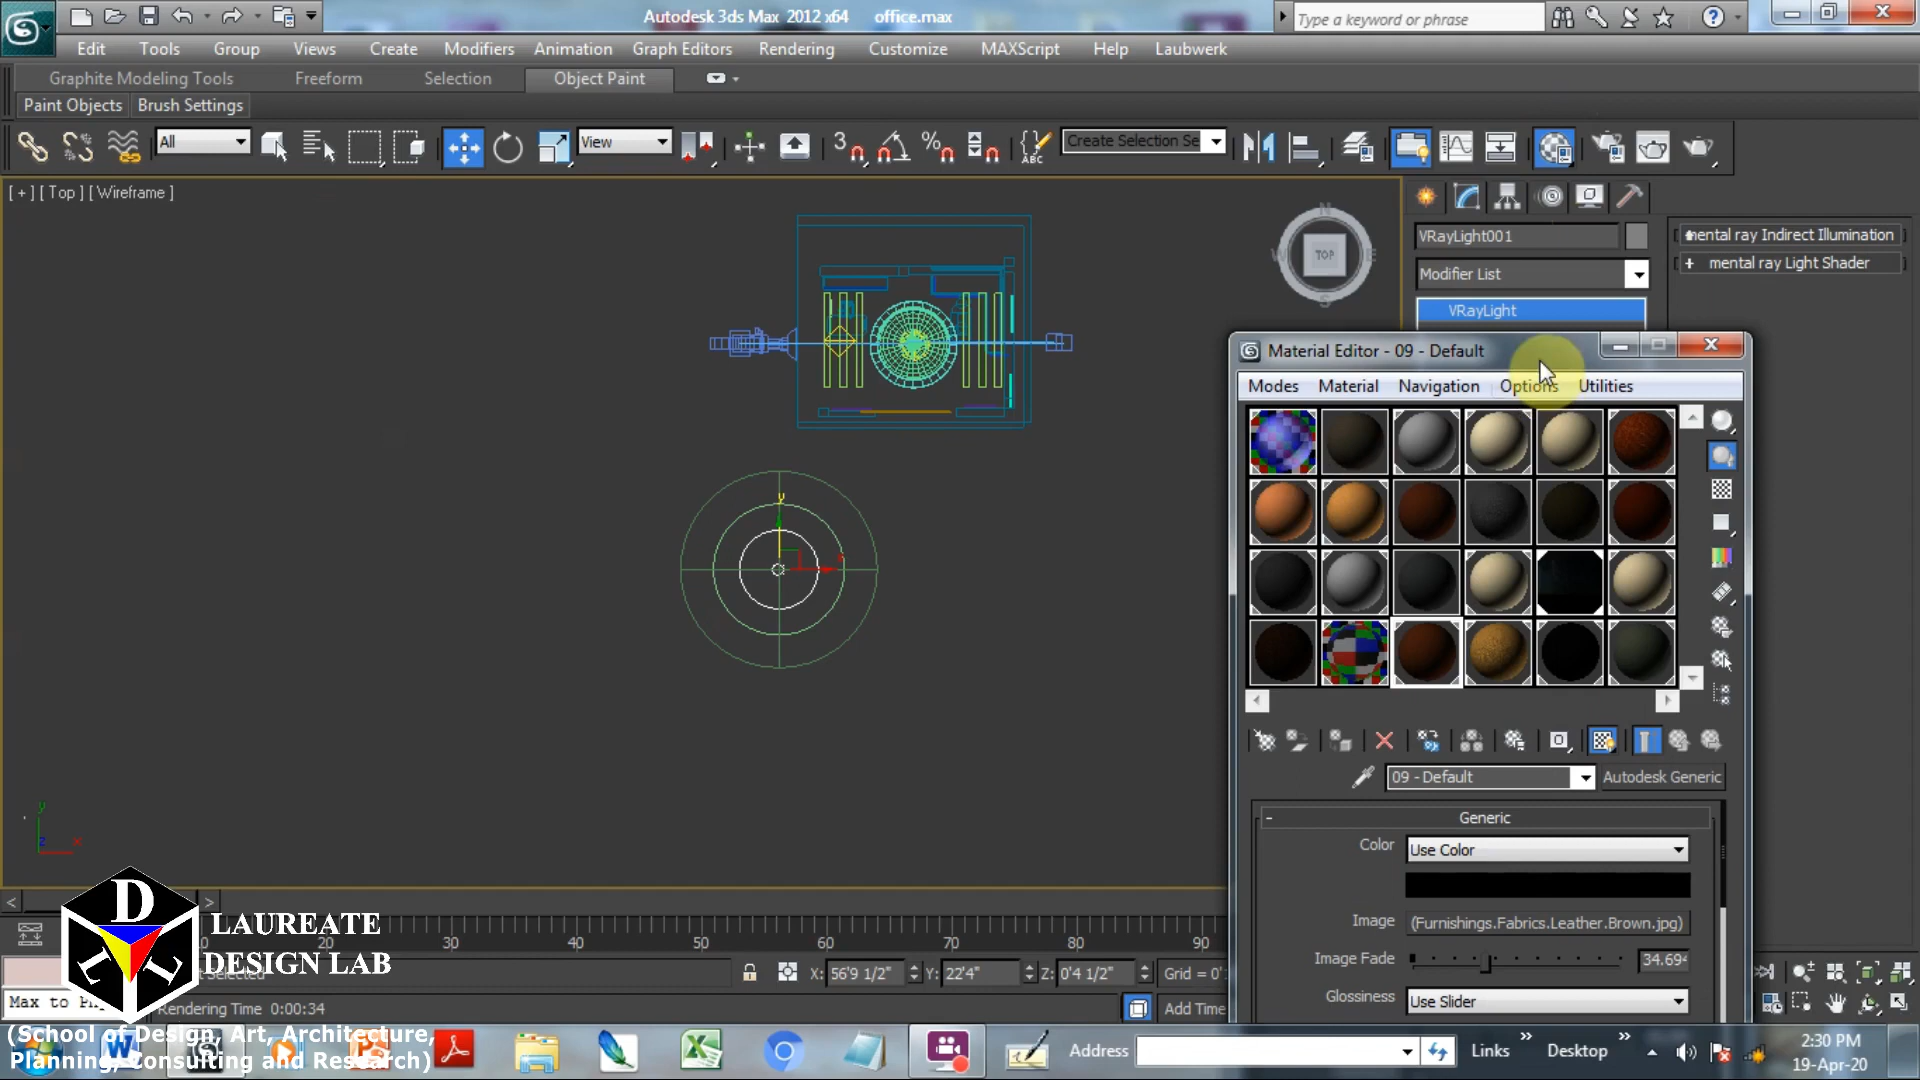 Autodesk 3ds Max 2012 x64 office.max
Type a keyword or phrase
Edit Tools Group Views Create Modifiers Animation Graph Editors Rendering Customize MAXScript Help Laubwerk
Graphite Modeling Tools Freeform Selection Object Paint
Paint Objects Brush Settings
All View Create Selection Se
[ + ] [ Top ] [ Wireframe ]
TOP
VRayLight001
Modifier List
VRayLight
mental ray Indirect Illumination
+ mental ray Light Shader
Material Editor - 09 - Default
Modes Material Navigation Options Utilities
09 - Default Autodesk Generic
- Generic
Color Use Color
Image (Furnishings.Fabrics.Leather.Brown.jpg)
Image Fade 34.694
Glossiness Use Slider
20 30 40 50 60 70 80 90
X: 56'9 1/2" Y: 22'4" Z: 0'4 1/2" Grid = 0'
Rendering Time 0:00:34 Add Time
LAUREATE
DESIGN LAB
(School of Design, Art, Architecture,
Planning, Consulting and Research)
Address Links Desktop
2:30 PM
19-Apr-20